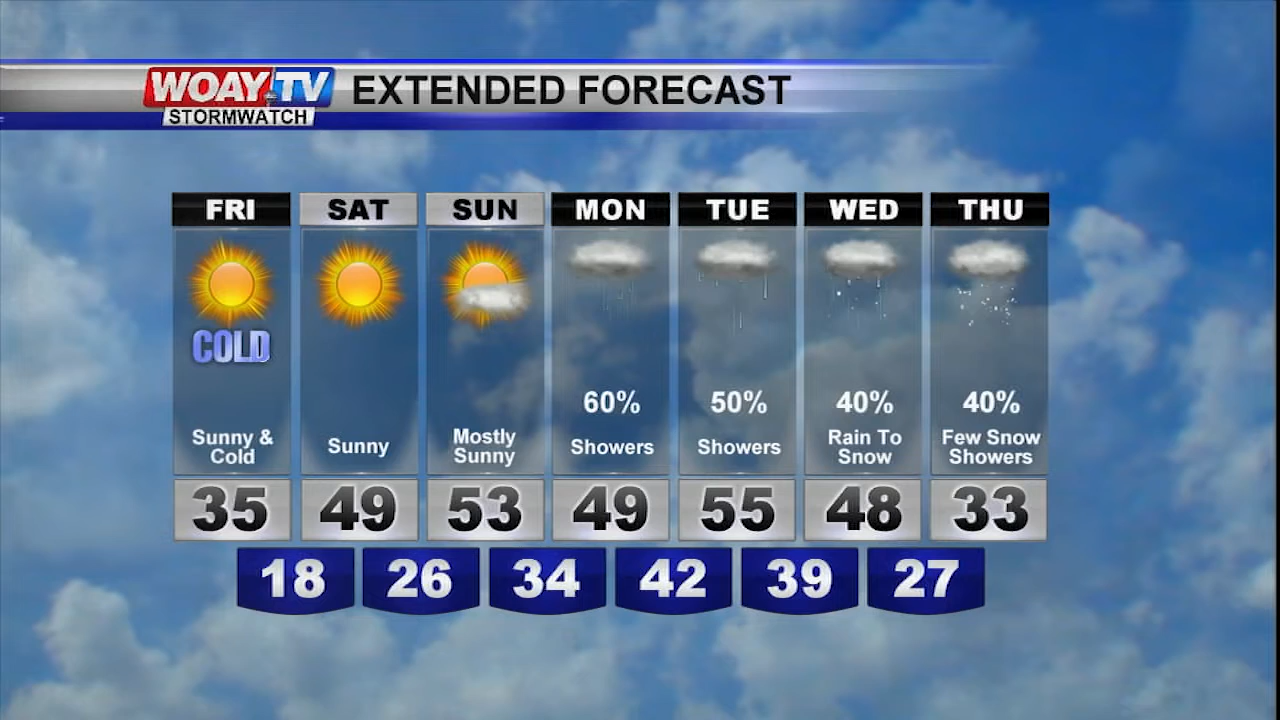 WOAY TV EXTENDED FORECAST
STORMWATCH
FRI SAT SUN MON TUE WED THU
COLD
60% 50% 40% 40%
Sunny & Cold
Sunny
Mostly Sunny
Showers
Showers
Rain To Snow
Few Snow Showers
35 49 53 49 55 48 33
18 26 34 42 39 27